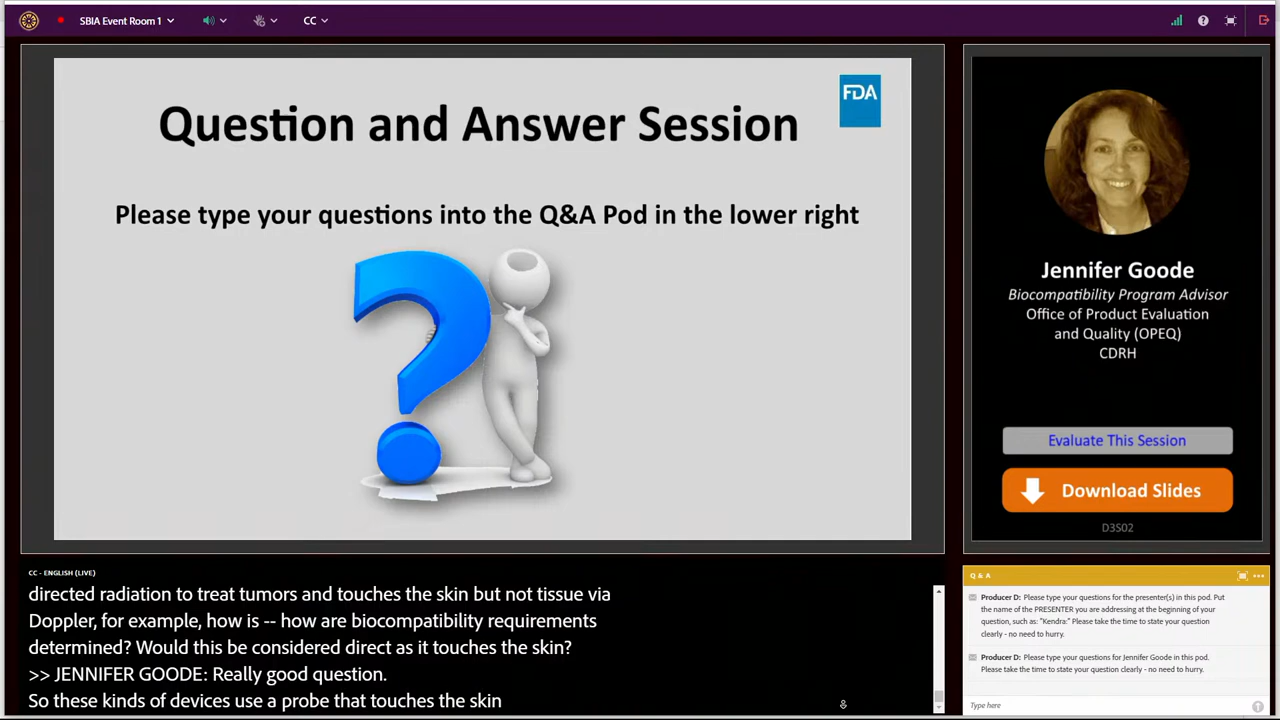 SBIA Event Room 1
CC
Question and Answer Session
FDA
Please type your questions into the Q&A Pod in the lower right
Jennifer Goode
Biocompatibility Program Advisor
Office of Product Evaluation
and Quality (OPEQ)
CDRH
Evaluate This Session
Download Slides
D3S02
CC - ENGLISH (LIVE)
directed radiation to treat tumors and touches the skin but not tissue via
Doppler, for example, how is -- how are biocompatibility requirements
determined? Would this be considered direct as it touches the skin?
>> JENNIFER GOODE: Really good question.
So these kinds of devices use a probe that touches the skin
Q & A
Producer D: Please type your questions for the presenter(s) in this pod. Put
the name of the PRESENTER you are addressing at the beginning of your
question, such as: "Kendra:" Please take the time to state your question
clearly - no need to hurry.
Producer D: Please type your questions for Jennifer Goode in this pod.
Please take the time to state your question clearly - no need to hurry.
Type here